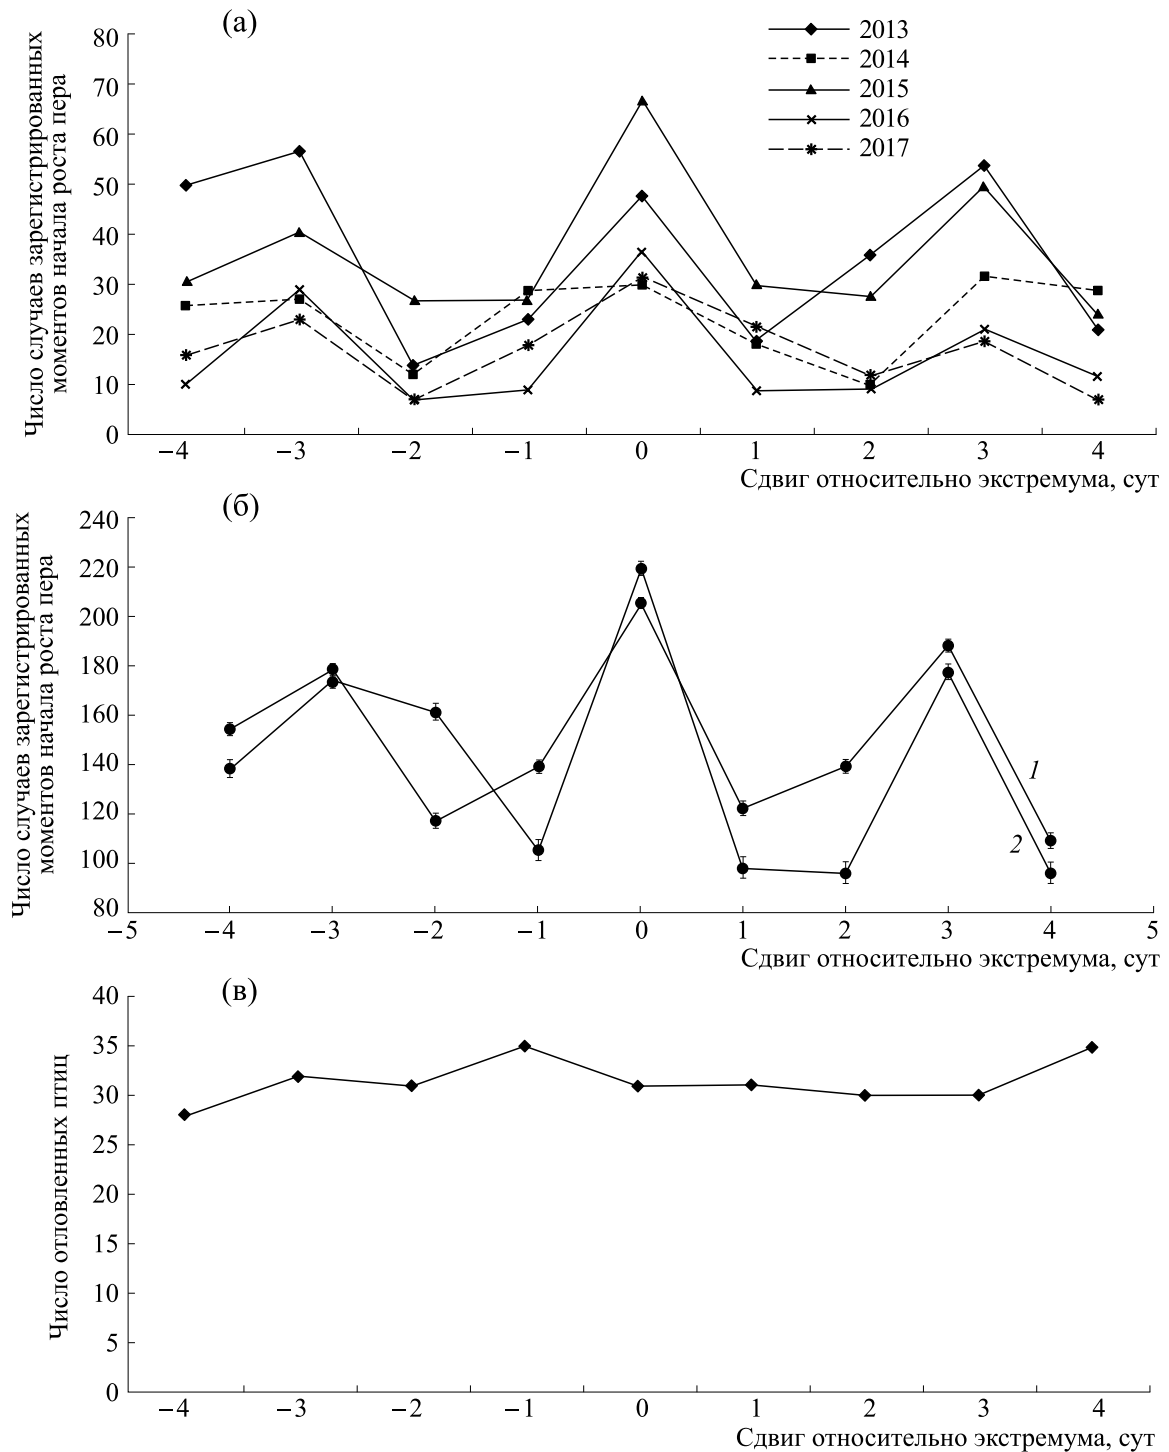 (а)
Число случаев зарегистрированных
моментов начала роста пера
80
70
60
50
40
30
20
10
0
2013
2014
2015
2016
2017
−4 −3 −2 −1 0 1 2 3 4
Сдвиг относительно экстремума, сут
(б)
Число случаев зарегистрированных
моментов начала роста пера
240
220
200
180
160
140
120
100
80
1
2
−5 −4 −3 −2 −1 0 1 2 3 4 5
Сдвиг относительно экстремума, сут
(в)
Число отловленных птиц
40
35
30
25
20
15
10
5
0
−4 −3 −2 −1 0 1 2 3 4
Сдвиг относительно экстремума, сут